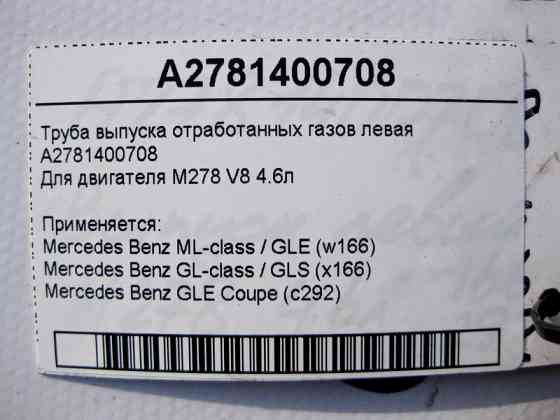 A2781400708
Труба выпуска отработанных газов левая
A2781400708
Для двигателя M278 V8 4.6л
Применяется:
Mercedes Benz ML-class / GLE (w166)
Mercedes Benz GL-class / GLS (x166)
Mercedes Benz GLE Coupe (c292)